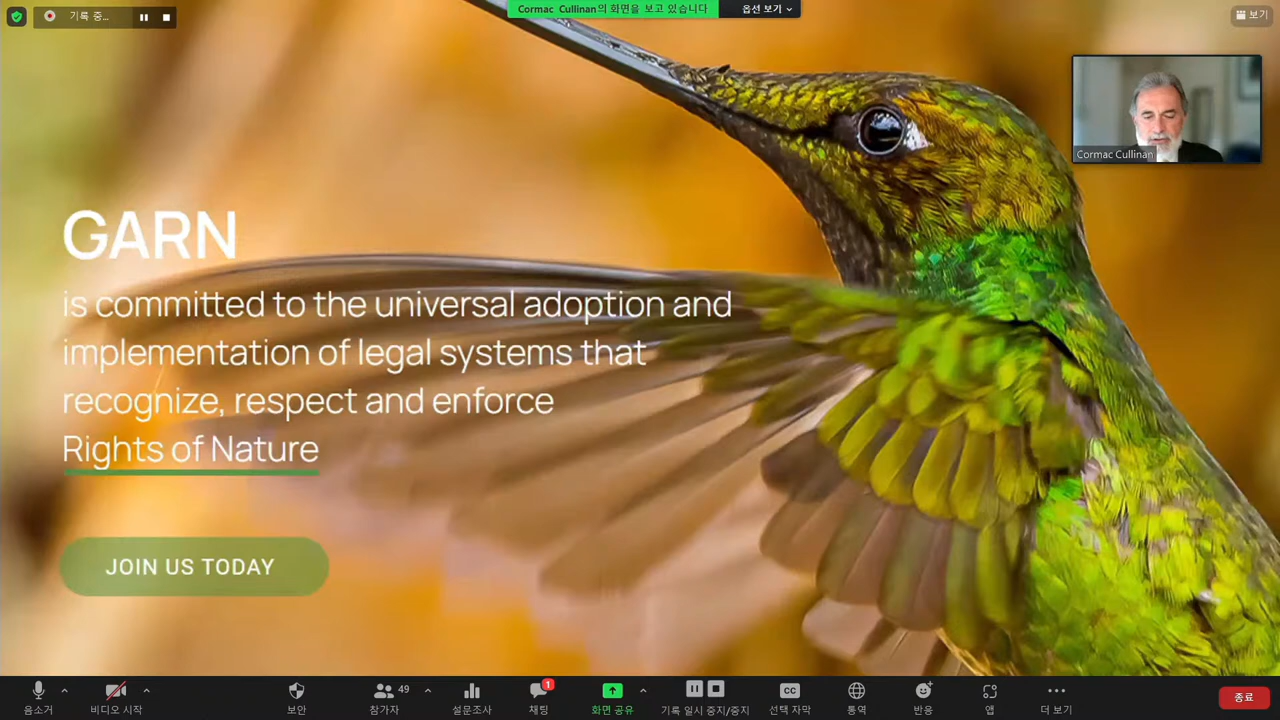 기록 중...
Cormac Cullinan의 화면을 보고 있습니다
옵션 보기
보기
Cormac Cullinan
GARN
is committed to the universal adoption and
implementation of legal systems that
recognize, respect and enforce
Rights of Nature
JOIN US TODAY
음소거
비디오 시작
보안
49
참가자
설문조사
1
채팅
화면 공유
기록 일시 중지/중지
CC
선택 자막
통역
반응
앱
더 보기
종료